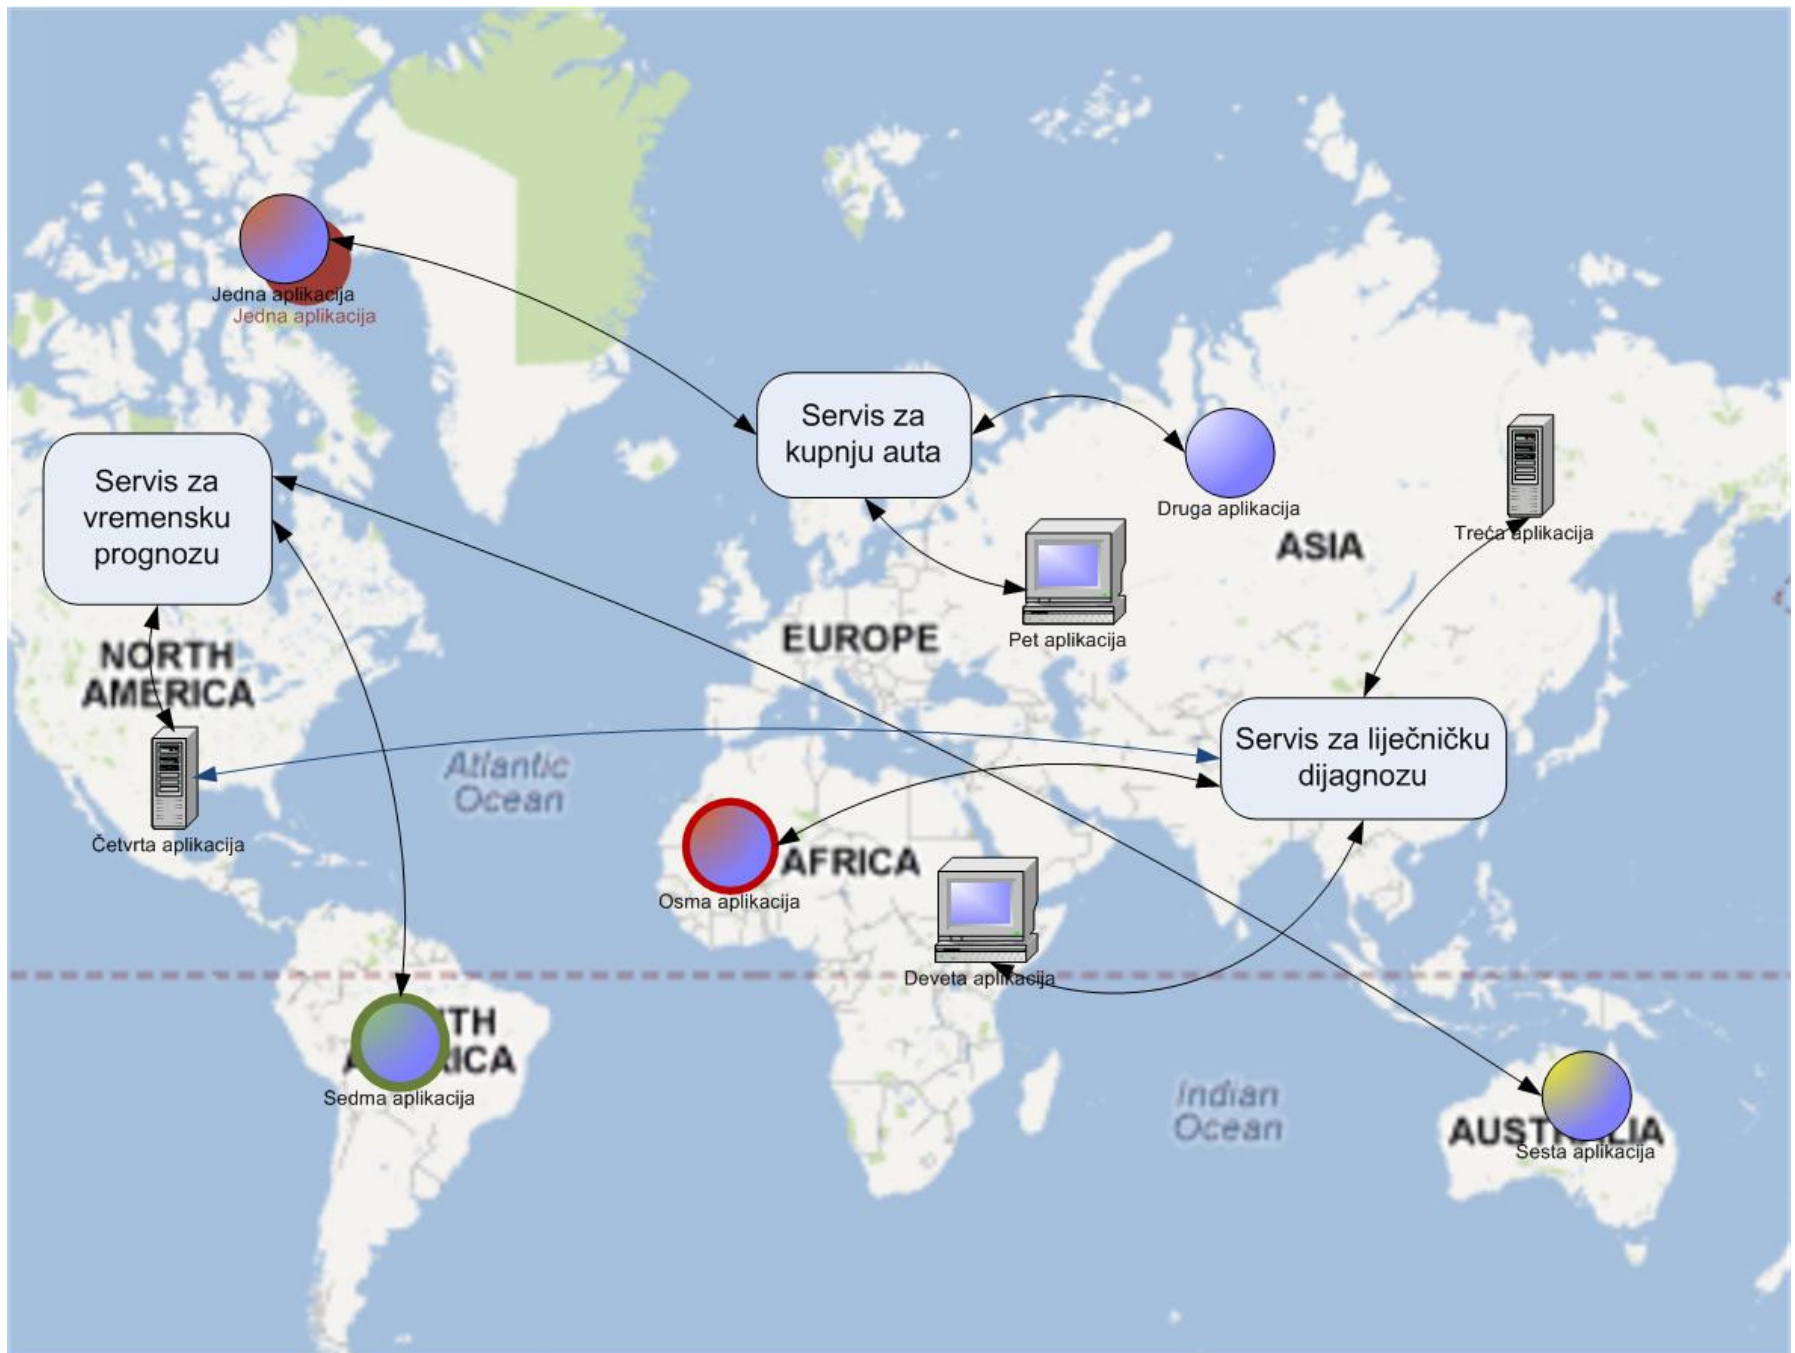 Jedna aplikacija
Jedna aplikacija
Servis za
kupnju auta
Servis za
vremensku
prognozu
Druga aplikacija
Treća aplikacija
ASIA
Pet aplikacija
EUROPE
NORTH
AMERICA
Servis za liječničku
dijagnozu
Atlantic
Ocean
Četvrta aplikacija
AFRICA
Osma aplikacija
Deveta aplikacija
Sedma aplikacija
Indian
Ocean
AUSTRALIA
Šesta aplikacija